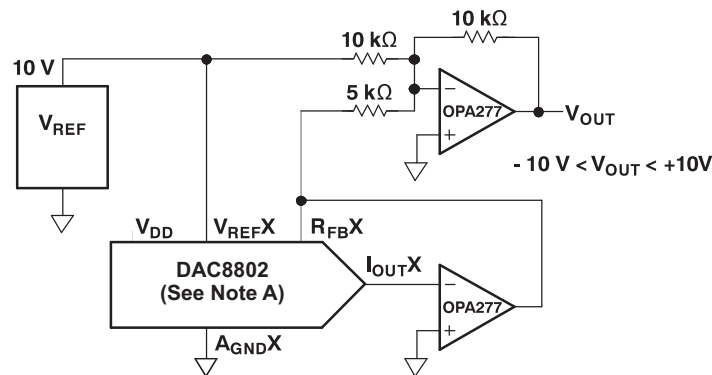 10 kΩ
10 kΩ
10 V
5 kΩ
VREF
−
OPA277
+
VOUT
- 10 V < VOUT < +10V
VDD
VREFX
RFBX
DAC8802
(See Note A)
IOUTX
−
OPA277
+
AGNDX